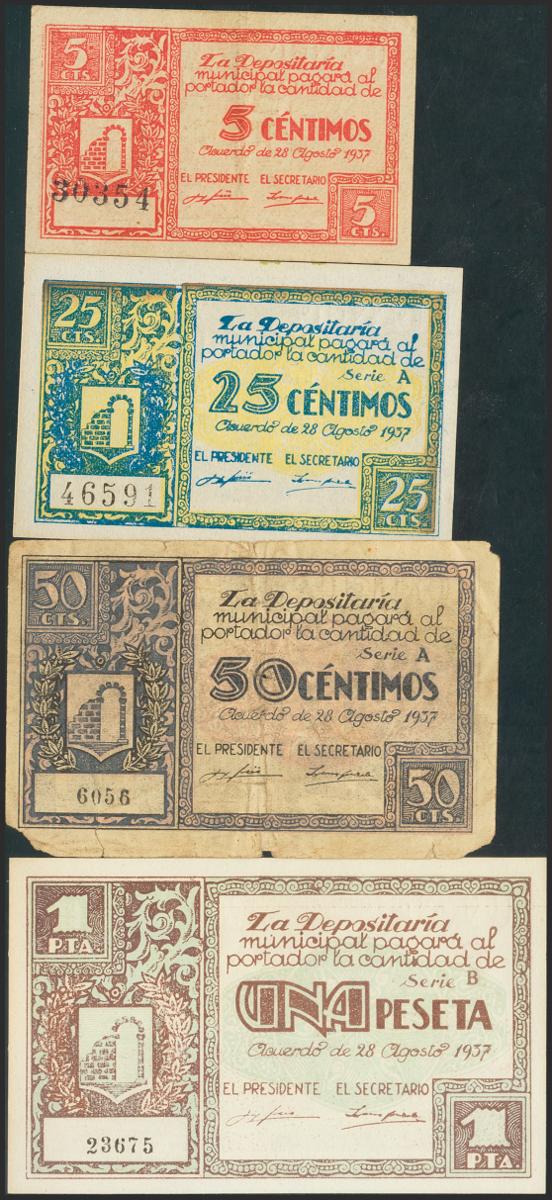 5
CTS.
La Depositaría
municipal pagará al
portador la cantidad de
5 CÉNTIMOS
Acuerdo de 28 Agosto 1937
EL PRESIDENTE EL SECRETARIO
30354
5
CTS.
25
CTS.
La Depositaría
municipal pagará al
portador la cantidad de
Serie A
25 CÉNTIMOS
Acuerdo de 28 Agosto 1937
EL PRESIDENTE EL SECRETARIO
46591
25
CTS.
50
CTS.
La Depositaría
municipal pagará al
portador la cantidad de
Serie A
50 CÉNTIMOS
Acuerdo de 28 Agosto 1937
EL PRESIDENTE EL SECRETARIO
6056
50
CTS.
1
PTA.
La Depositaría
municipal pagará al
portador la cantidad de
Serie B
UNA PESETA
Acuerdo de 28 Agosto 1937
EL PRESIDENTE EL SECRETARIO
23675
1
PTA.